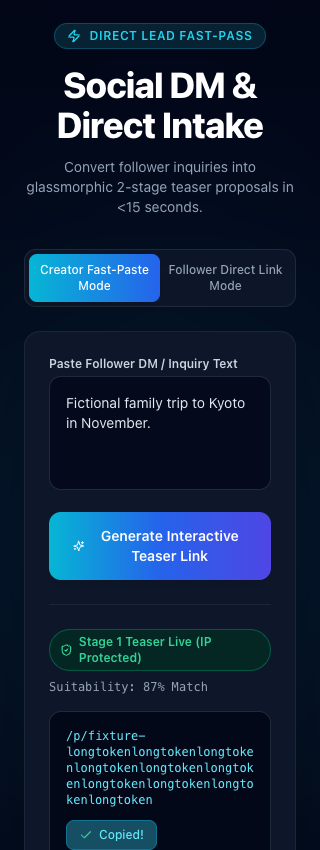 DIRECT LEAD FAST-PASS
Social DM &
Direct Intake
Convert follower inquiries into
glassmorphic 2-stage teaser proposals in
<15 seconds.
Creator Fast-Paste
Mode
Follower Direct Link
Mode
Paste Follower DM / Inquiry Text
Fictional family trip to Kyoto
in November.
Generate Interactive
Teaser Link
Stage 1 Teaser Live (IP
Protected)
Suitability: 87% Match
/p/fixture-
longtokenlongtokenlongtoke
nlongtokenlongtokenlongtok
enlongtokenlongtokenlongto
kenlongtoken
Copied!